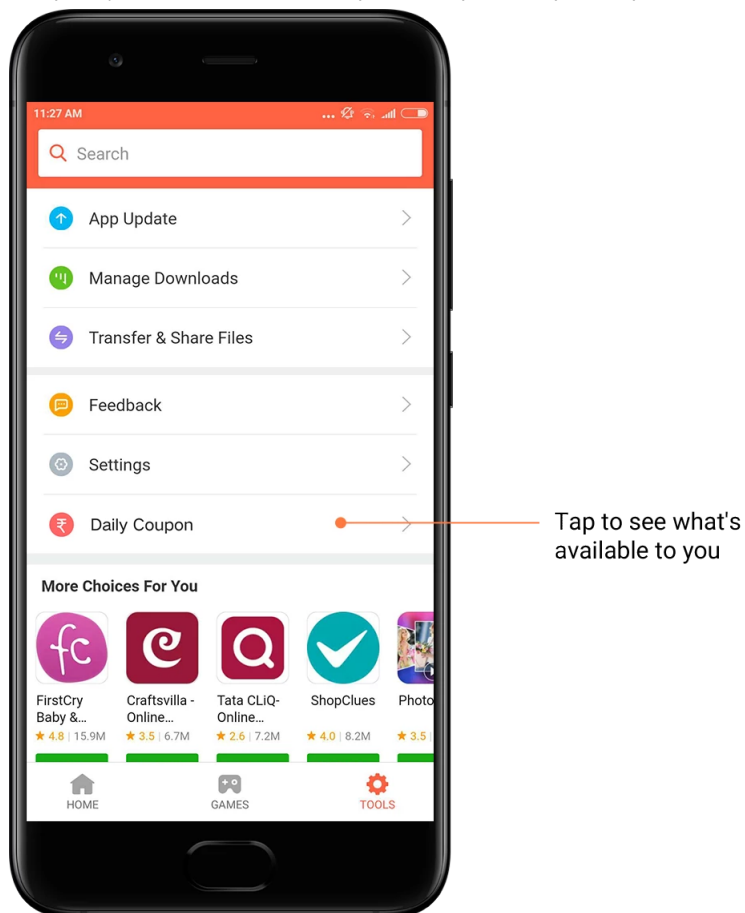 11:27 AM
Search
App Update
Manage Downloads
Transfer & Share Files
Feedback
Settings
₹ Daily Coupon
Tap to see what's
available to you
More Choices For You
fc
FirstCry Craftsvilla - Tata CLiQ- ShopClues Photo
Baby &... Online... Online...
★ 4.8 | 15.9M ★ 3.5 | 6.7M ★ 2.6 | 7.2M ★ 4.0 | 8.2M ★ 3.5 |
HOME GAMES TOOLS